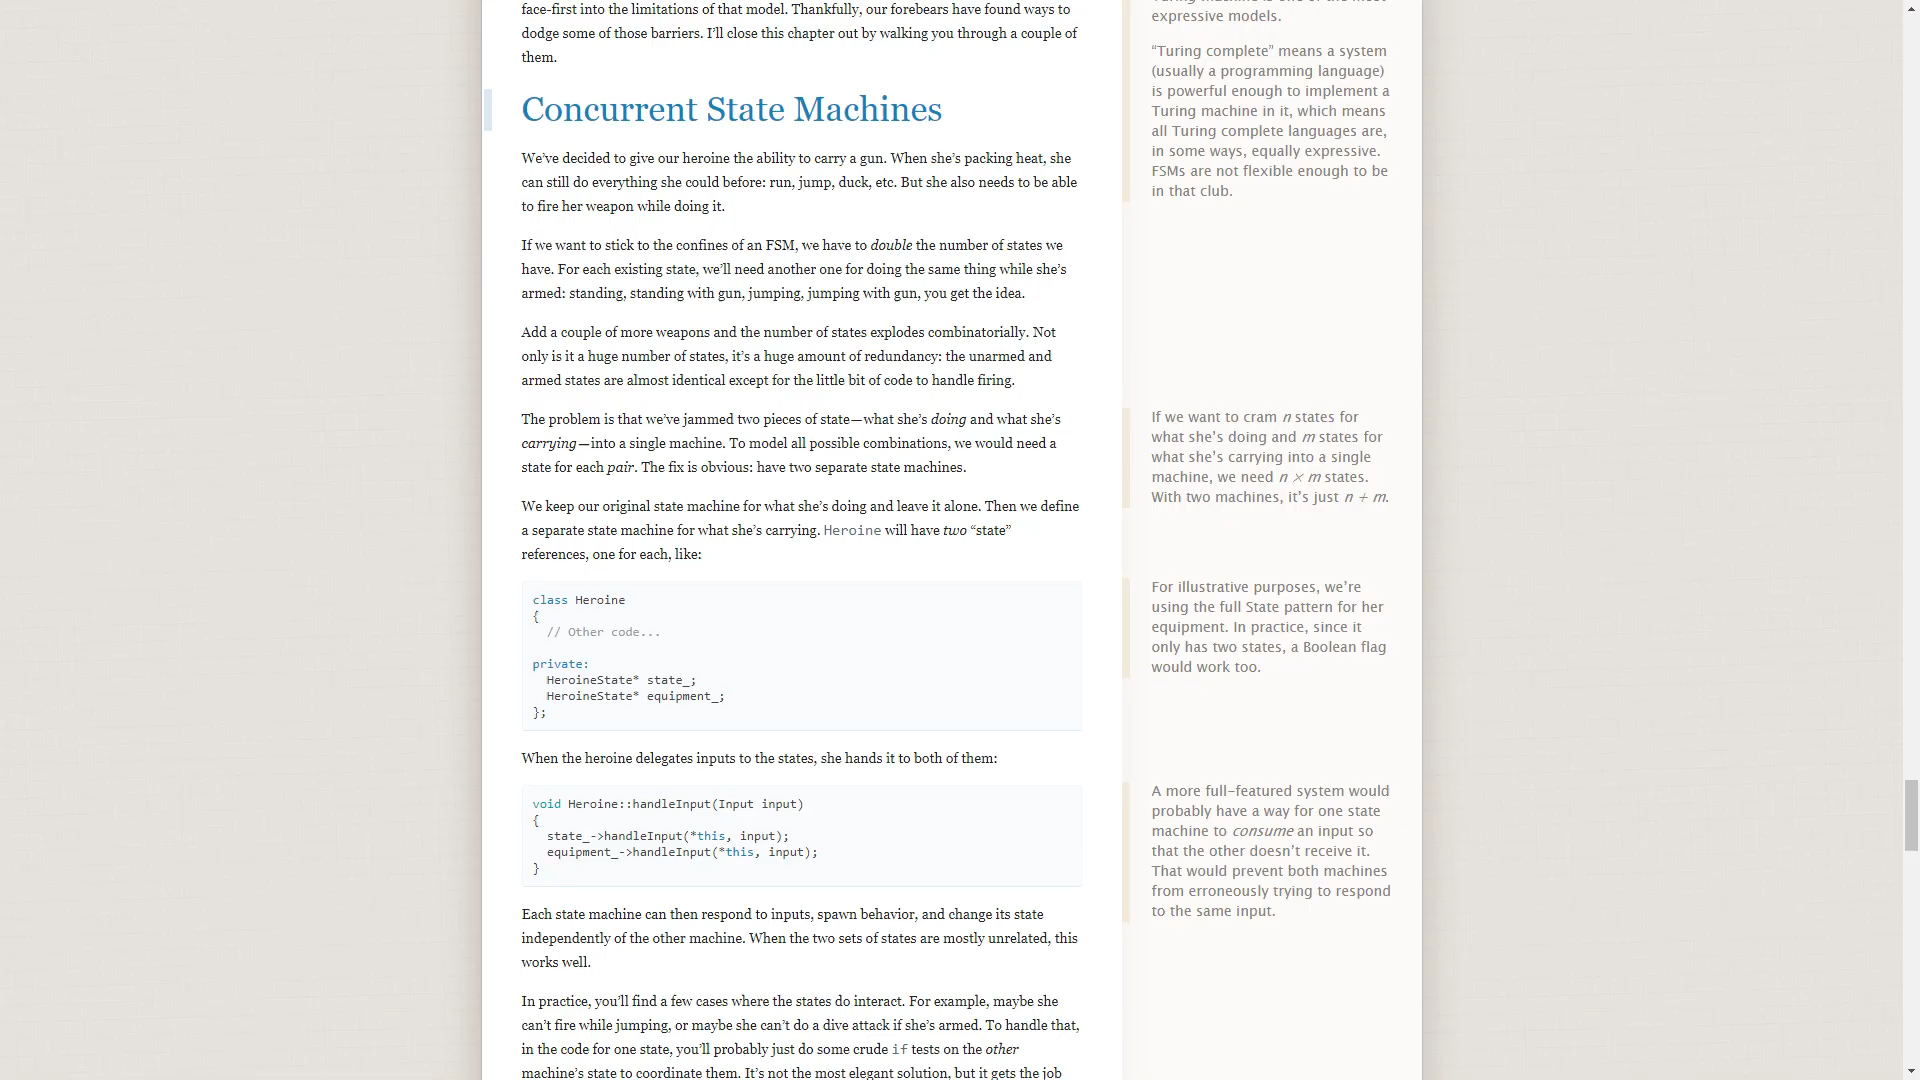 face-first into the limitations of that model. Thankfully, our forebears have found ways to
dodge some of those barriers. I’ll close this chapter out by walking you through a couple of
them.
Concurrent State Machines
We’ve decided to give our heroine the ability to carry a gun. When she’s packing heat, she
can still do everything she could before: run, jump, duck, etc. But she also needs to be able
to fire her weapon while doing it.
If we want to stick to the confines of an FSM, we have to double the number of states we
have. For each existing state, we’ll need another one for doing the same thing while she’s
armed: standing, standing with gun, jumping, jumping with gun, you get the idea.
Add a couple of more weapons and the number of states explodes combinatorially. Not
only is it a huge number of states, it’s a huge amount of redundancy: the unarmed and
armed states are almost identical except for the little bit of code to handle firing.
The problem is that we’ve jammed two pieces of state—what she’s doing and what she’s
carrying—into a single machine. To model all possible combinations, we would need a
state for each pair. The fix is obvious: have two separate state machines.
We keep our original state machine for what she’s doing and leave it alone. Then we define
a separate state machine for what she’s carrying. Heroine will have two “state”
references, one for each, like:
class Heroine
{
  // Other code...
private:
  HeroineState* state_;
  HeroineState* equipment_;
};
When the heroine delegates inputs to the states, she hands it to both of them:
void Heroine::handleInput(Input input)
{
  state_->handleInput(*this, input);
  equipment_->handleInput(*this, input);
}
Each state machine can then respond to inputs, spawn behavior, and change its state
independently of the other machine. When the two sets of states are mostly unrelated, this
works well.
In practice, you’ll find a few cases where the states do interact. For example, maybe she
can’t fire while jumping, or maybe she can’t do a dive attack if she’s armed. To handle that,
in the code for one state, you’ll probably just do some crude if tests on the other
machine’s state to coordinate them. It’s not the most elegant solution, but it gets the job
expressive models.
“Turing complete” means a system
(usually a programming language)
is powerful enough to implement a
Turing machine in it, which means
all Turing complete languages are,
in some ways, equally expressive.
FSMs are not flexible enough to be
in that club.
If we want to cram n states for
what she’s doing and m states for
what she’s carrying into a single
machine, we need n × m states.
With two machines, it’s just n + m.
For illustrative purposes, we’re
using the full State pattern for her
equipment. In practice, since it
only has two states, a Boolean flag
would work too.
A more full-featured system would
probably have a way for one state
machine to consume an input so
that the other doesn’t receive it.
That would prevent both machines
from erroneously trying to respond
to the same input.